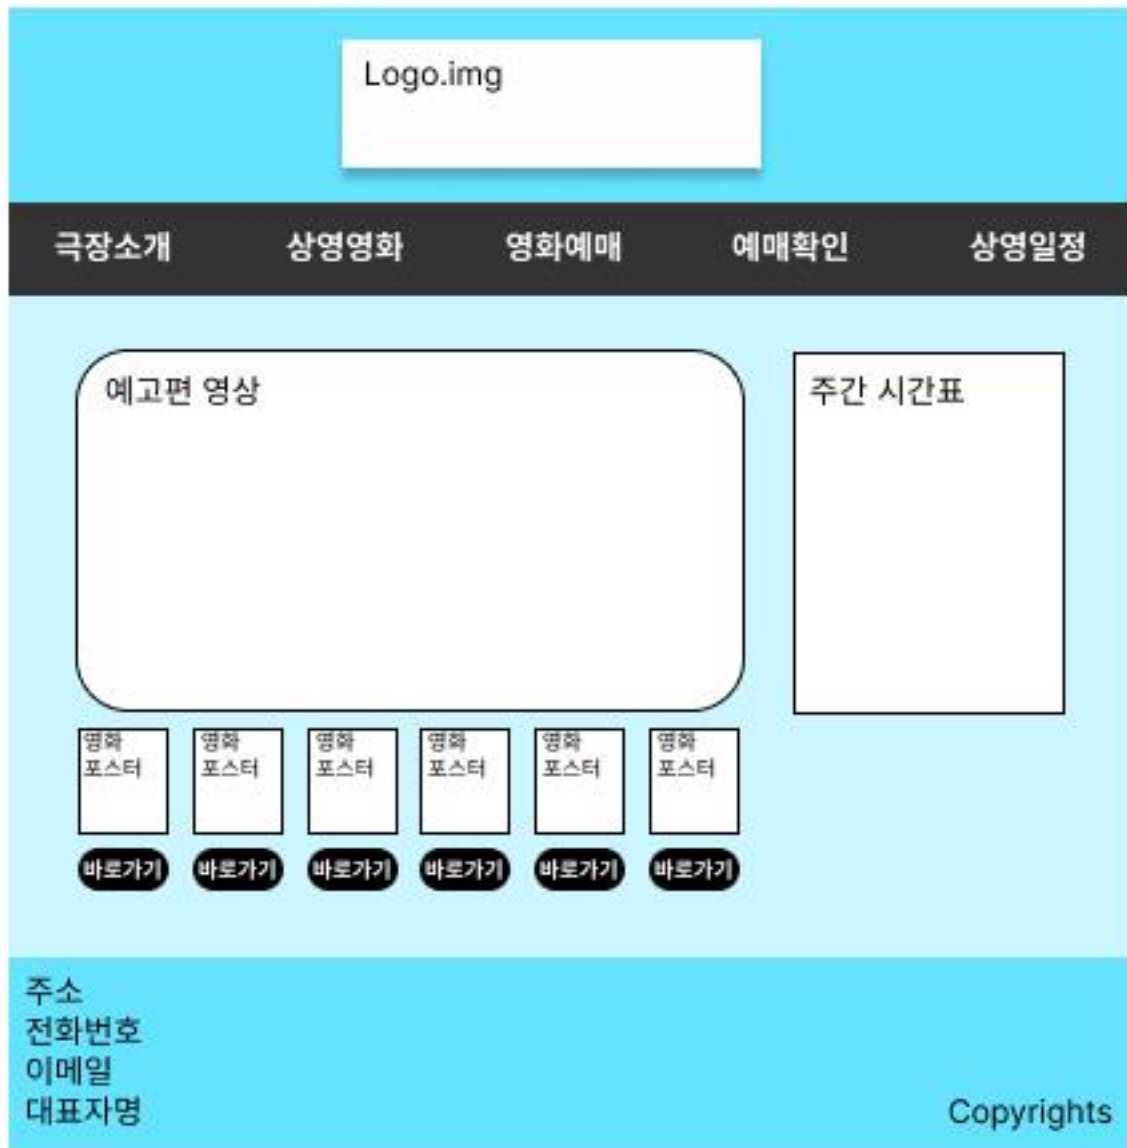 Logo.img
극장소개 상영영화 영화예매 예매확인 상영일정
예고편 영상
주간 시간표
영화 영화 영화 영화 영화 영화
포스터 포스터 포스터 포스터 포스터 포스터
바로가기 바로가기 바로가기 바로가기 바로가기 바로가기
주소
전화번호
이메일
대표자명
Copyrights